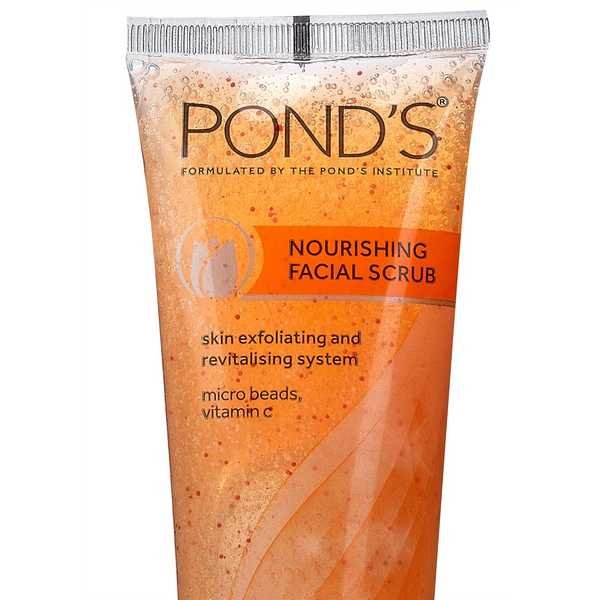 POND'S®
FORMULATED BY THE POND'S INSTITUTE
NOURISHING
FACIAL SCRUB
skin exfoliating and
revitalising system
micro beads,
vitamin c